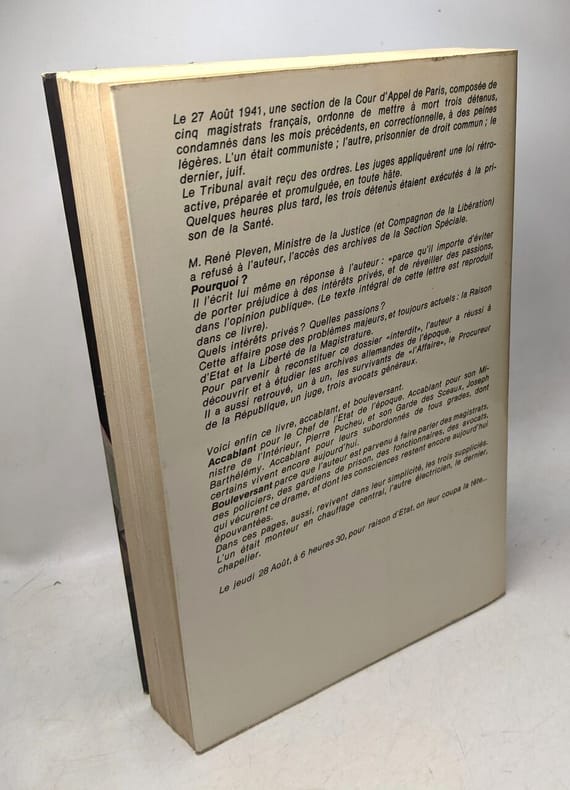 Le 27 Août 1941, une section de la Cour d'Appel de Paris, composée de
cinq magistrats français, ordonne de mettre à mort trois détenus,
condamnés dans les mois précédents, en correctionnelle, à des peines
légères. L'un était communiste ; l'autre, prisonnier de droit commun ; le
dernier, juif.
Le Tribunal avait reçu des ordres. Les juges appliquèrent une loi rétro-
active, préparée et promulguée, en toute hâte.
Quelques heures plus tard, les trois détenus étaient exécutés à la pri-
son de la Santé.
M. René Pleven, Ministre de la Justice (et Compagnon de la Libération)
a refusé à l'auteur, l'accès des archives de la Section Spéciale.
Pourquoi ?
Il l'écrit lui même en réponse à l'auteur : «parce qu'il importe d'éviter
de porter préjudice à des intérêts privés, et de réveiller des passions,
dans l'opinion publique». (Le texte intégral de cette lettre est reproduit
dans ce livre).
Quels intérêts privés ? Quelles passions ?
Cette affaire pose des problèmes majeurs, et toujours actuels : la Raison
d'Etat et la Liberté de la Magistrature.
Pour parvenir à reconstituer ce dossier «interdit», l'auteur a réussi à
découvrir et à étudier les archives allemandes de l'époque.
Il a aussi retrouvé, un à un, les survivants de «l'Affaire», le Procureur
de la République, un juge, trois avocats généraux.
Voici enfin ce livre, accablant, et bouleversant.
Accablant pour le Chef de l'Etat de l'époque. Accablant pour son Mi-
nistre de l'Intérieur, Pierre Pucheu, et son Garde des Sceaux, Joseph
Barthélémy. Accablant pour leurs subordonnés de tous grades, dont
certains vivent encore aujourd'hui.
Bouleversant parce que l'auteur est parvenu à faire parler des magistrats,
des policiers, des gardiens de prison, des fonctionnaires, des avocats,
qui vécurent ce drame, et dont les consciences restent encore aujourd'hui
épouvantées.
Dans ces pages, aussi, revivent dans leur simplicité, les trois suppliciés.
L'un était monteur en chauffage central, l'autre électricien, le dernier,
chapelier.
Le jeudi 28 Août, à 6 heures 30, pour raison d'Etat, on leur coupa la tête...